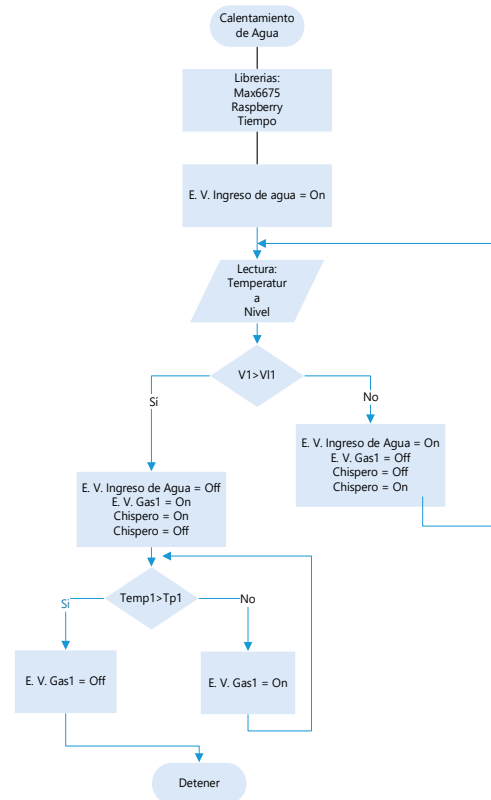 Calentamiento
de Agua
Librerias:
Max6675
Raspberry
Tiempo
E. V. Ingreso de agua = On
Lectura:
Temperatur
a
Nivel
V1>Vl1
Sí
No
E. V. Ingreso de Agua = On
E. V. Gas1 = Off
Chispero = Off
Chispero = On
E. V. Ingreso de Agua = Off
E. V. Gas1 = On
Chispero = On
Chispero = Off
Temp1>Tp1
Si
No
E. V. Gas1 = Off
E. V. Gas1 = On
Detener